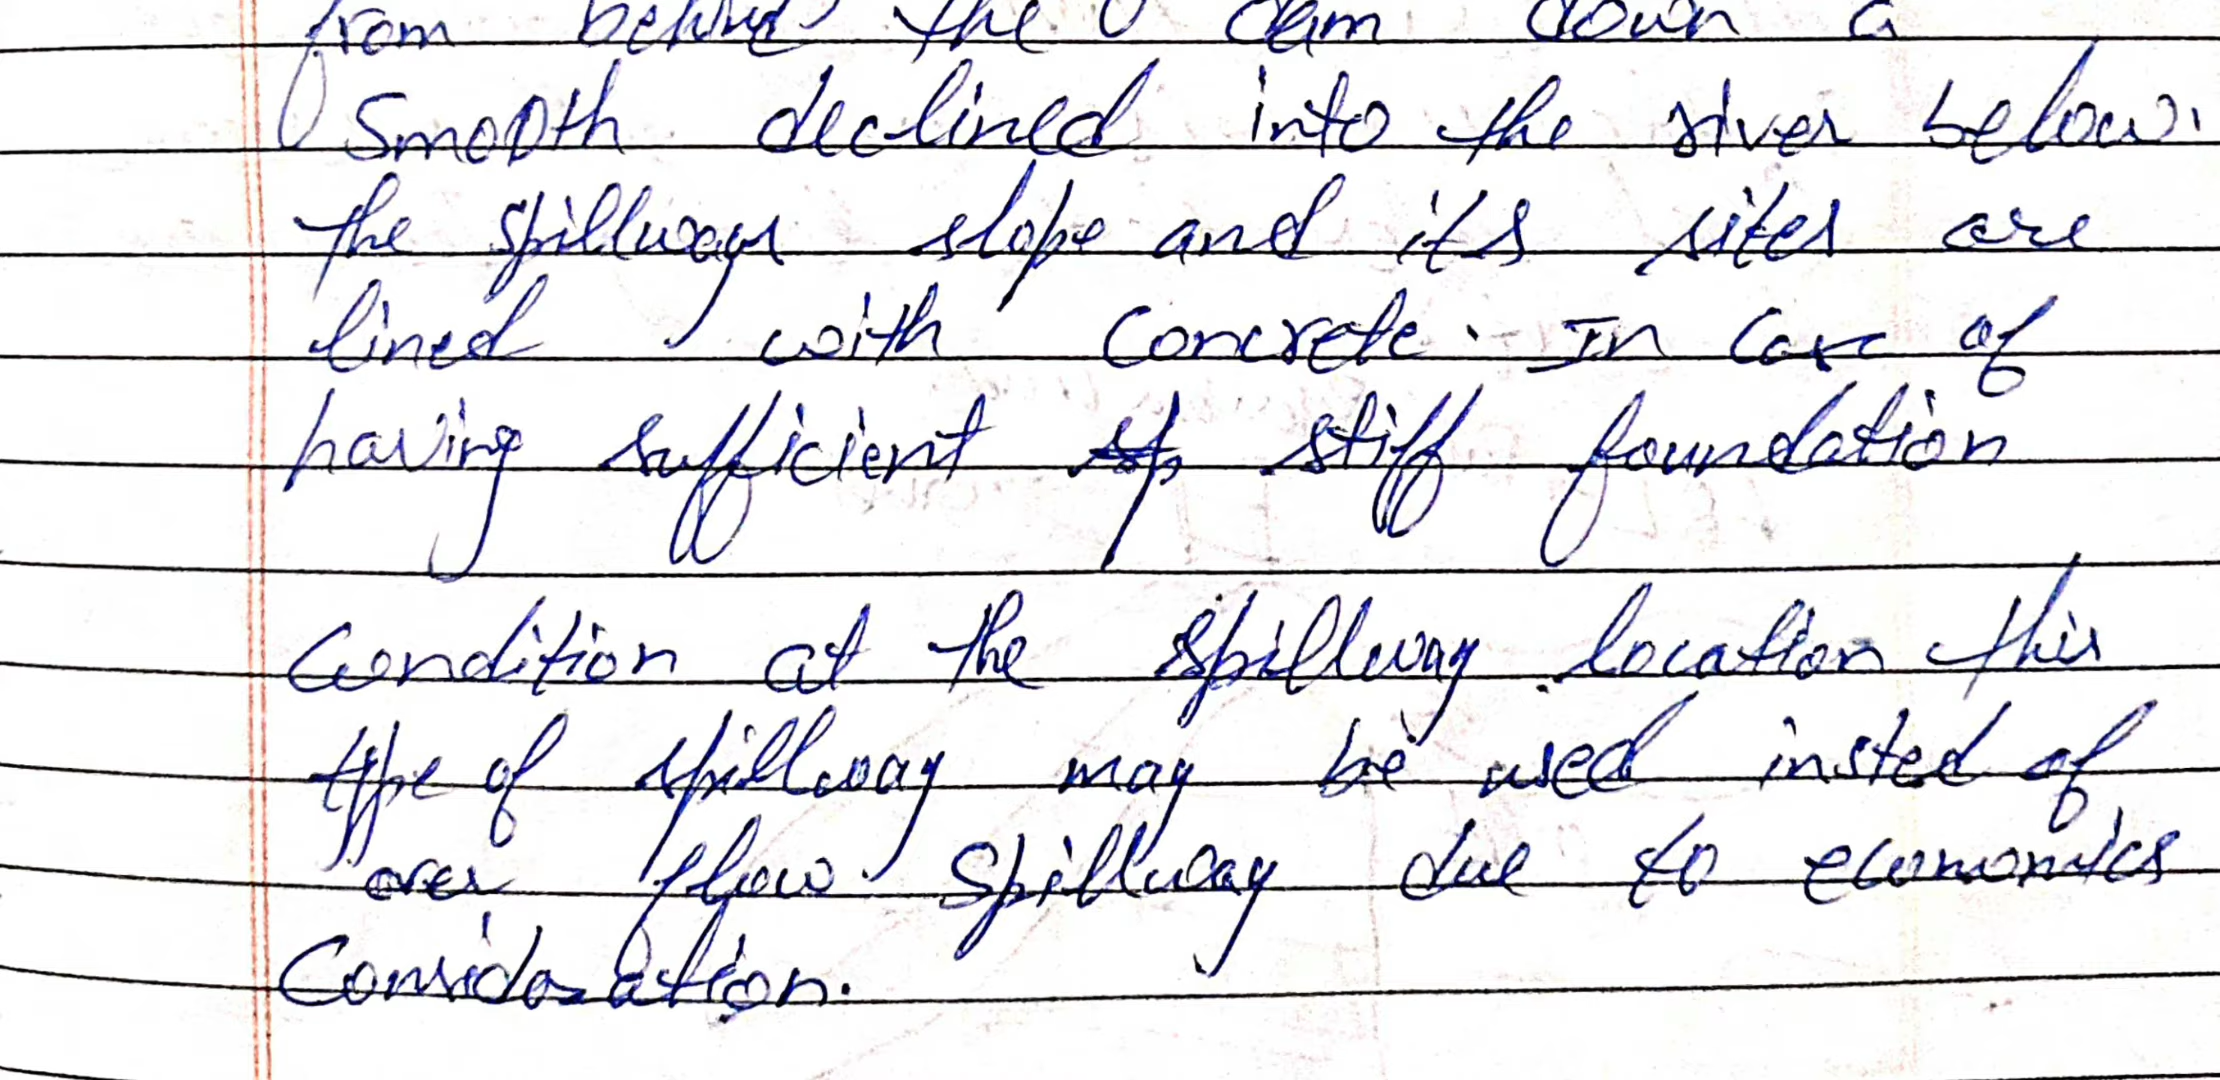 from behind the dam down a
Smooth declined into the river below.
the spillways slope and its sites are
lined with concrete. In case of
having sufficient stiff foundation
condition at the spillway location this
type of spillway may be used insted of
over flow spillway due to economics
Consideration.